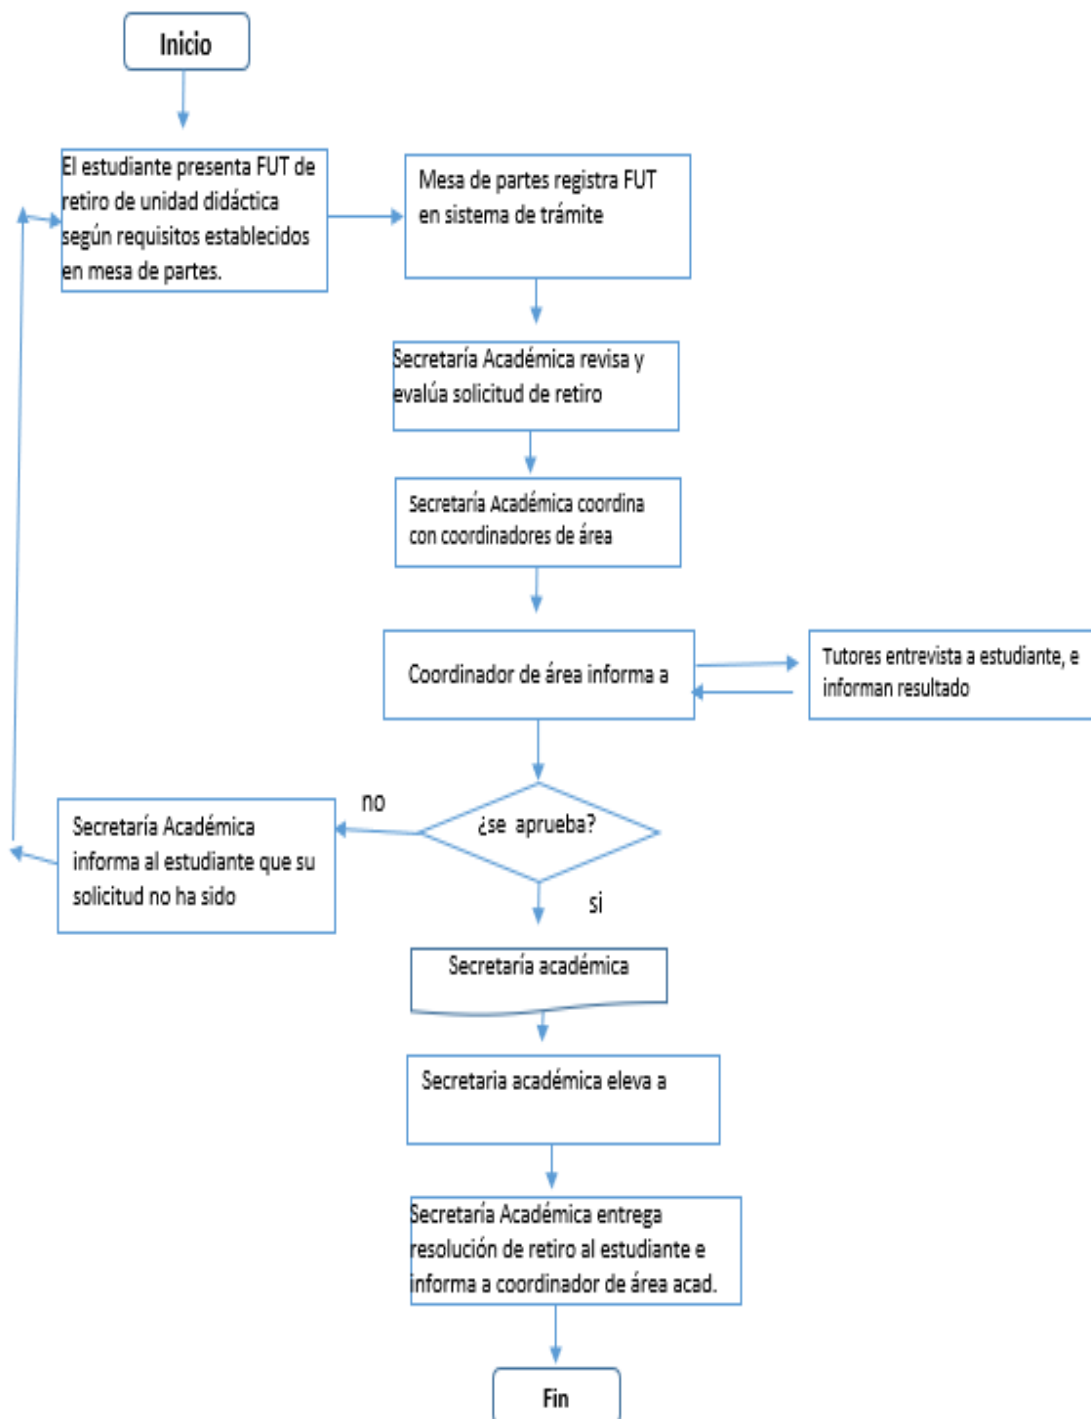 Inicio
El estudiante presenta FUT de
retiro de unidad didáctica
según requisitos establecidos
en mesa de partes.
Mesa de partes registra FUT
en sistema de trámite
Secretaría Académica revisa y
evalúa solicitud de retiro
Secretaría Académica coordina
con coordinadores de área
Coordinador de área informa a
Tutores entrevista a estudiante, e
informan resultado
¿se aprueba?
no
Secretaría Académica
informa al estudiante que su
solicitud no ha sido
si
Secretaría académica
Secretaria académica eleva a
Secretaría Académica entrega
resolución de retiro al estudiante e
informa a coordinador de área acad.
Fin